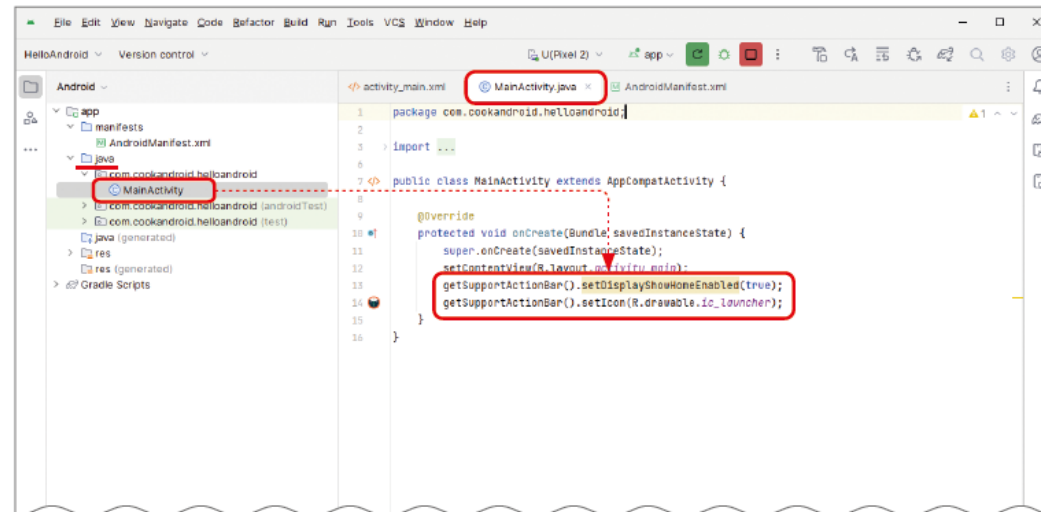 File Edit View Navigate Code Refactor Build Run Tools VCS Window Help
HelloAndroid Version control U(Pixel 2) app
Android activity_main.xml MainActivity.java AndroidManifest.xml
app
manifests
AndroidManifest.xml
java
com.cookandroid.helloandroid
MainActivity
com.cookandroid.helloandroid (androidTest)
com.cookandroid.helloandroid (test)
java (generated)
res
res (generated)
Gradle Scripts
1 package com.cookandroid.helloandroid; 1
2
3 import ...
6
7 public class MainActivity extends AppCompatActivity {
8
9 @Override
10 protected void onCreate(Bundle savedInstanceState) {
11 super.onCreate(savedInstanceState);
12 setContentView(R.layout.activity_main);
13 getSupportActionBar().setDisplayShowHomeEnabled(true);
14 getSupportActionBar().setIcon(R.drawable.ic_launcher);
15 }
16 }